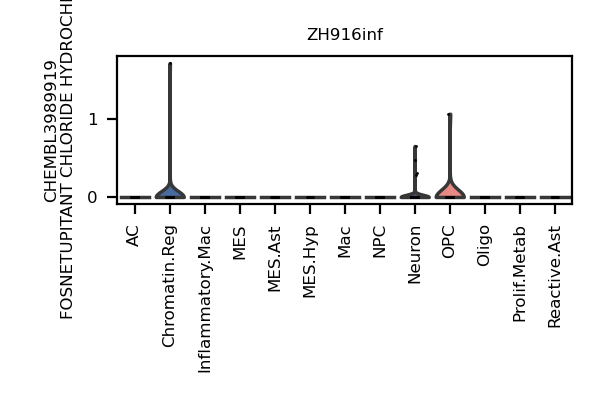 ZH916inf
CHEMBL3989919
FOSNETUPITANT CHLORIDE
1
0
AC
Chromatin.Reg
Inflammatory.Mac
MES
MES.Ast
MES.Hyp
Mac
NPC
Neuron
OPC
Oligo
Prolif.Metab
Reactive.Ast